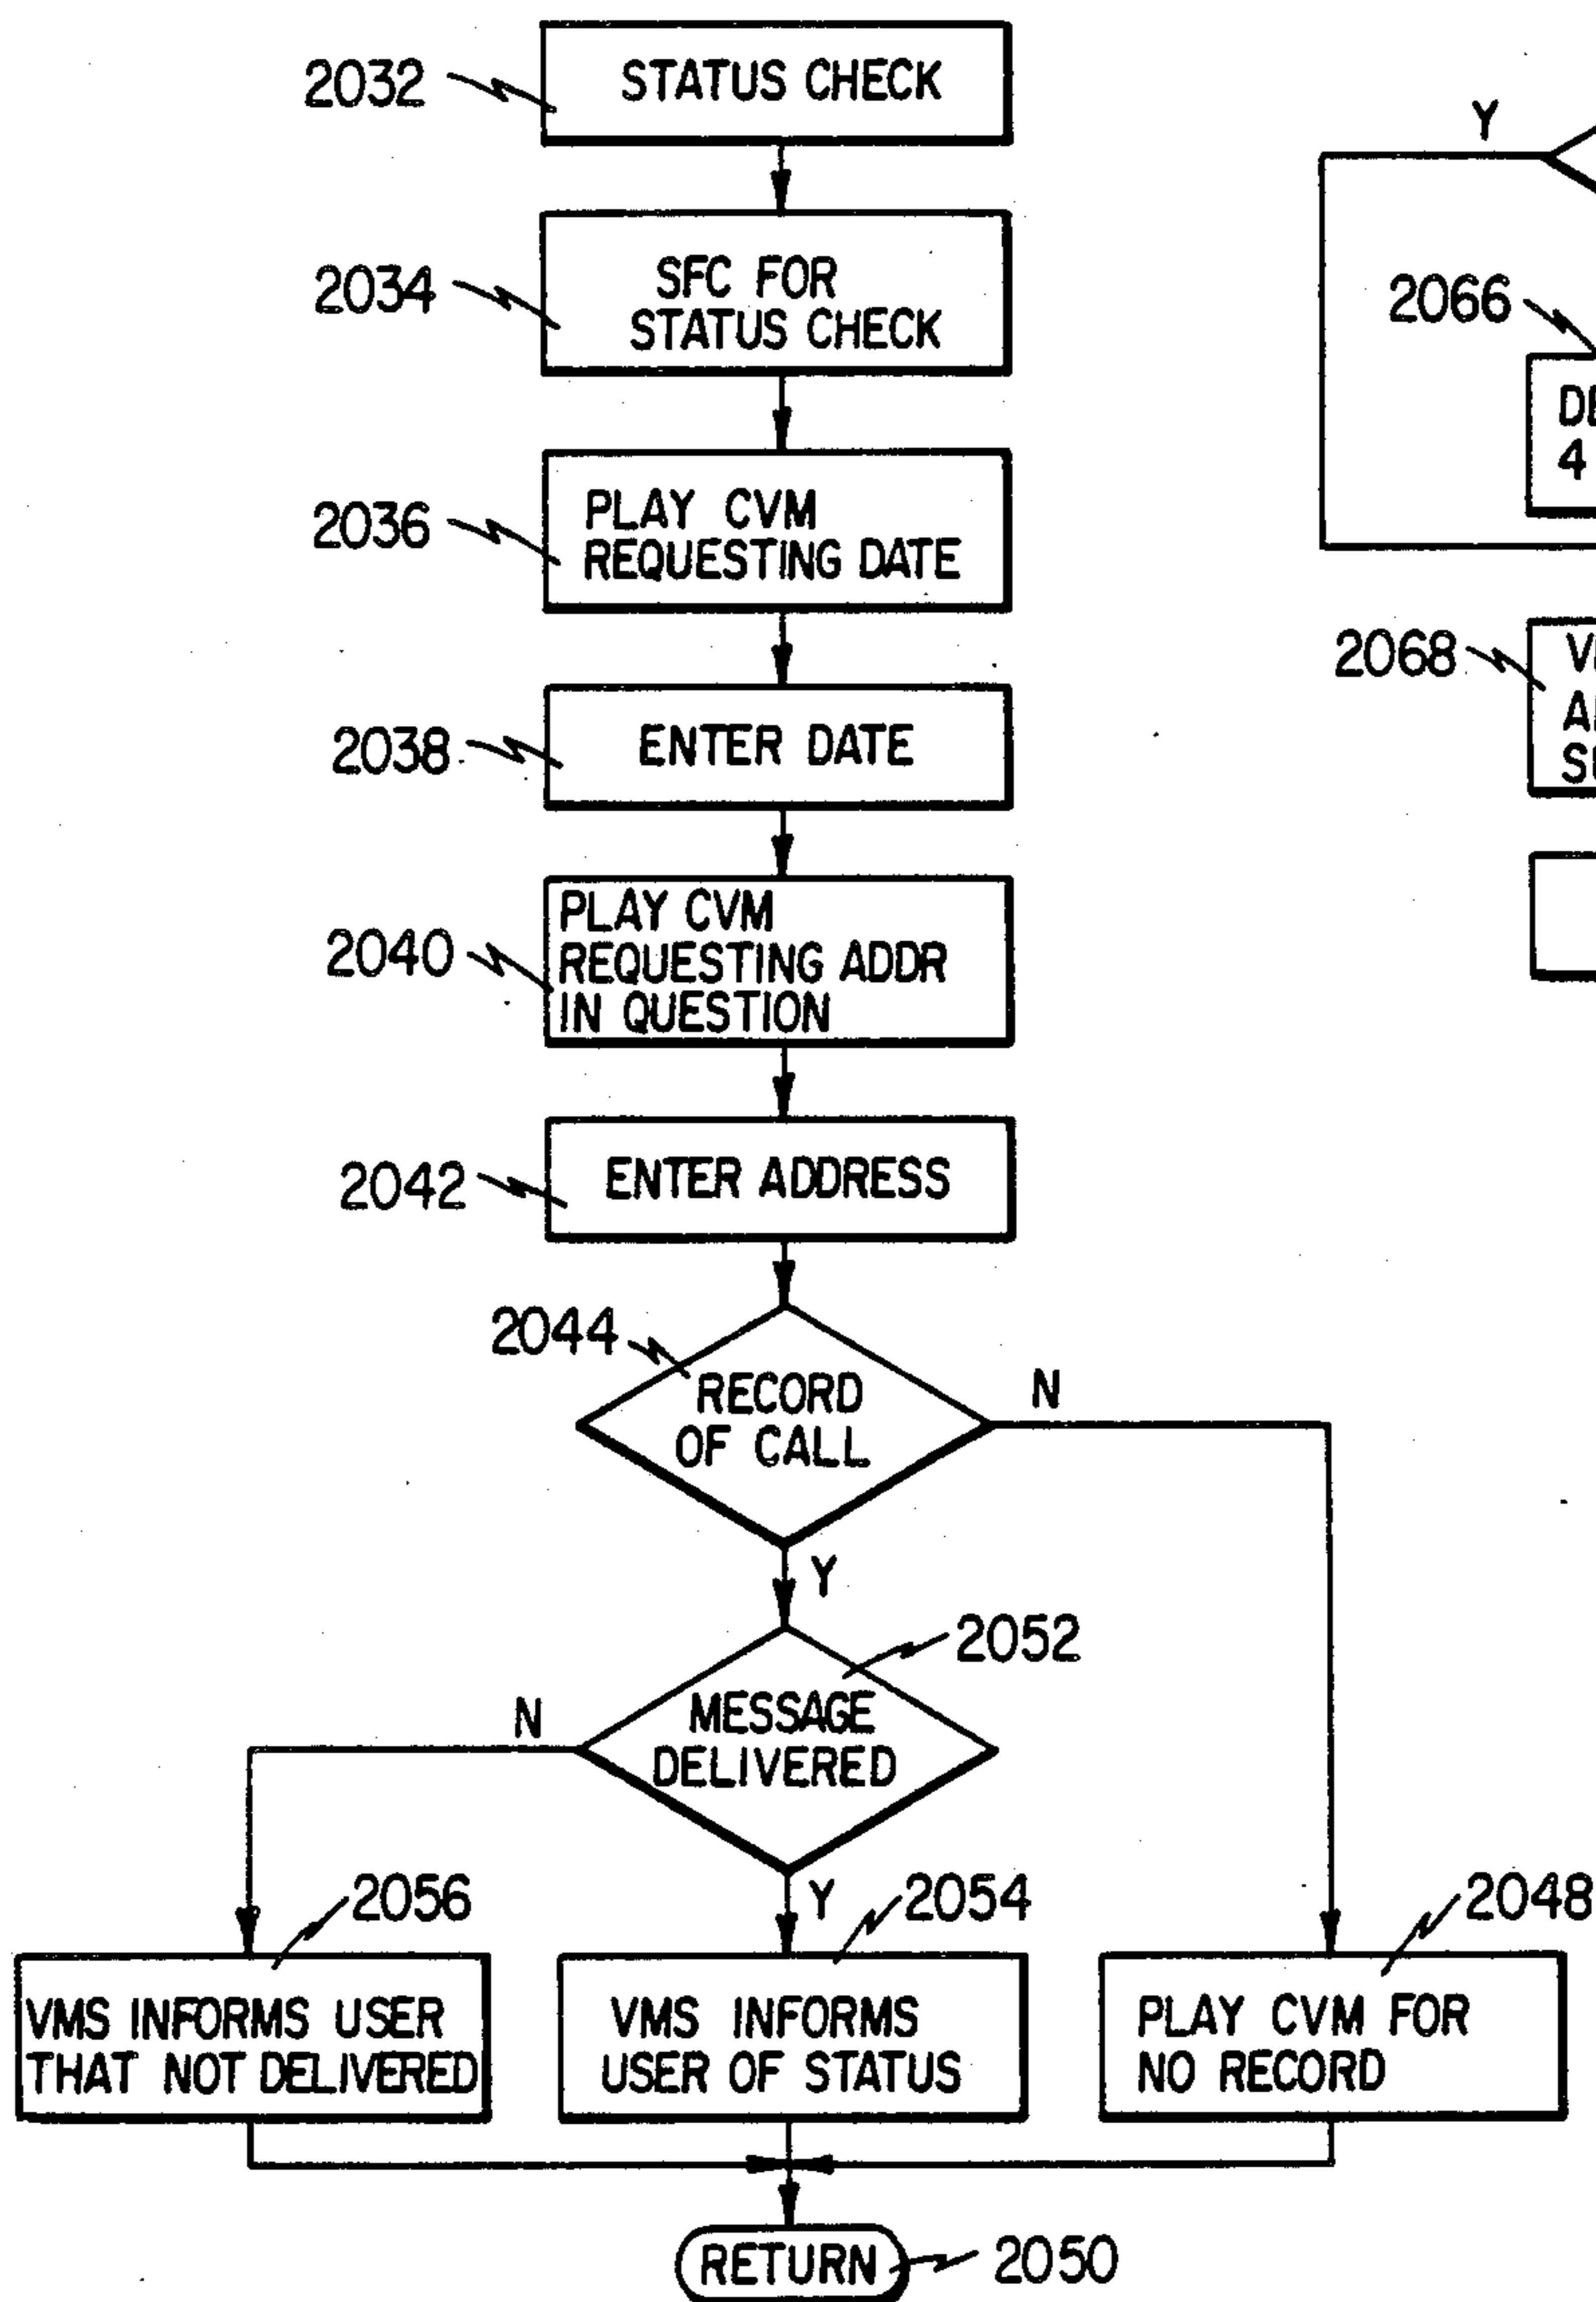 2032
STATUS CHECK
2034
SFC FOR
STATUS CHECK
2036
PLAY CVM
REQUESTING DATE
2038
ENTER DATE
2040
PLAY CVM
REQUESTING ADDR
IN QUESTION
2042
ENTER ADDRESS
2044
RECORD
OF CALL
N
Y
2052
MESSAGE
DELIVERED
N
Y
2056
VMS INFORMS USER
THAT NOT DELIVERED
2054
VMS INFORMS
USER OF STATUS
2048
PLAY CVM FOR
NO RECORD
RETURN
2050
Y
2066
4
2068